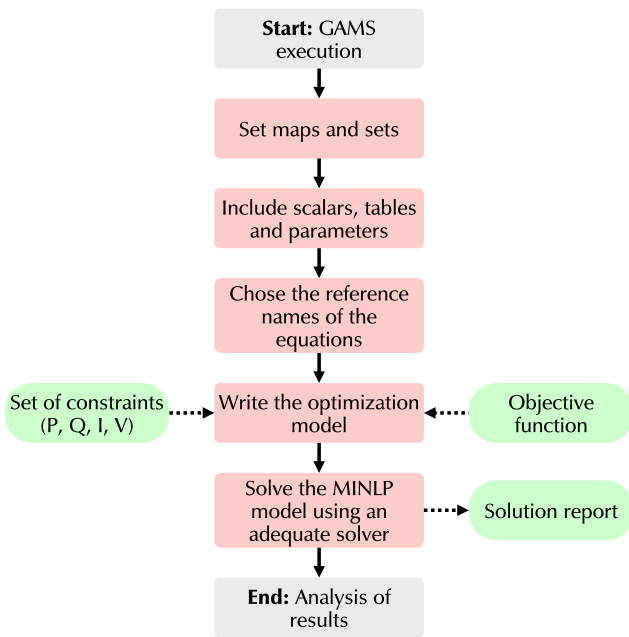 Start: GAMS
execution
Set maps and sets
Include scalars, tables
and parameters
Chose the reference
names of the
equations
Set of constraints
(P, Q, I, V)
Write the optimization
model
Objective
function
Solve the MINLP
model using an
adequate solver
Solution report
End: Analysis of
results